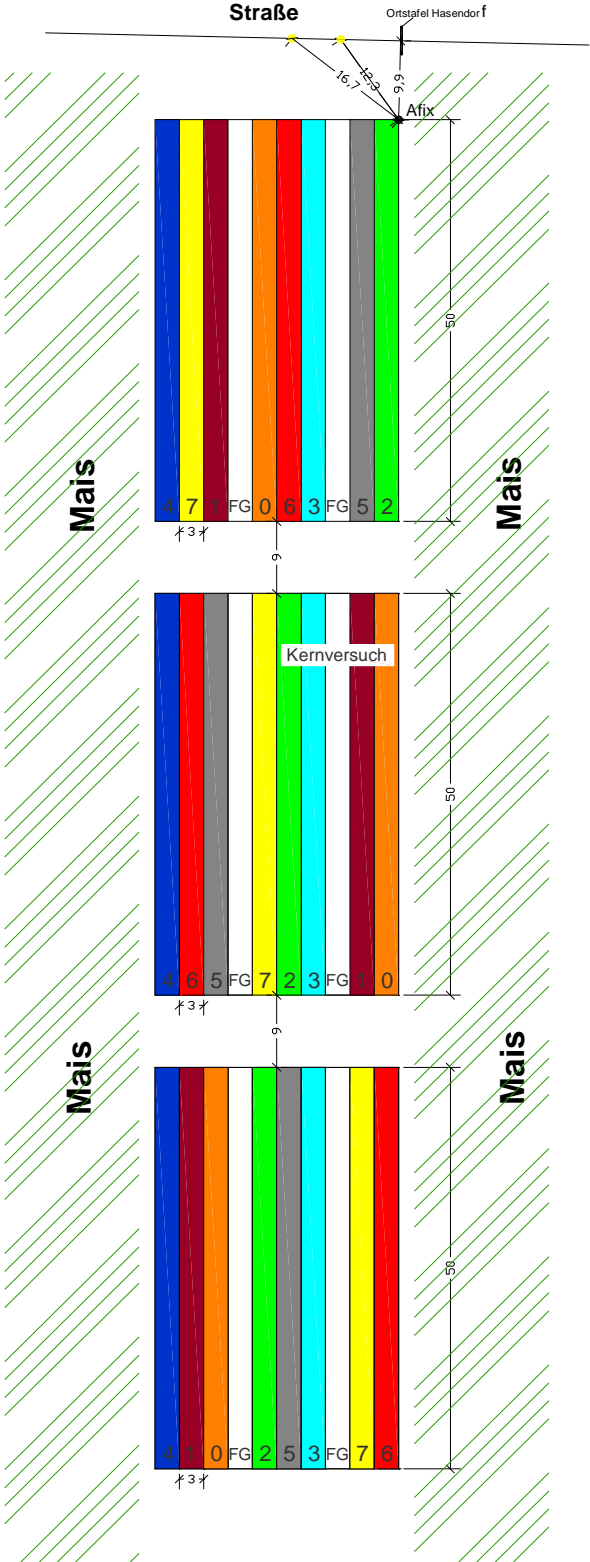 Straße
Ortstafel Hasendorf
16,7
12,3
9,9
Afix
50
Mais
Mais
4 7 1 FG 0 6 3 FG 5 2
3
9
Kernversuch
50
4 6 5 FG 7 2 3 FG 1 0
3
9
Mais
Mais
50
4 1 0 FG 2 5 3 FG 7 6
3